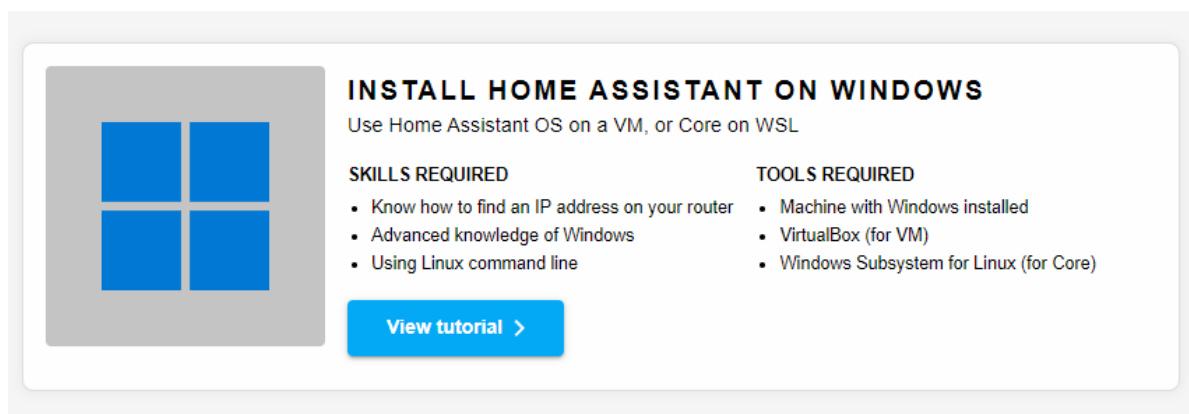 INSTALL HOME ASSISTANT ON WINDOWS
Use Home Assistant OS on a VM, or Core on WSL
SKILLS REQUIRED
• Know how to find an IP address on your router
• Advanced knowledge of Windows
• Using Linux command line
TOOLS REQUIRED
• Machine with Windows installed
• VirtualBox (for VM)
• Windows Subsystem for Linux (for Core)
View tutorial